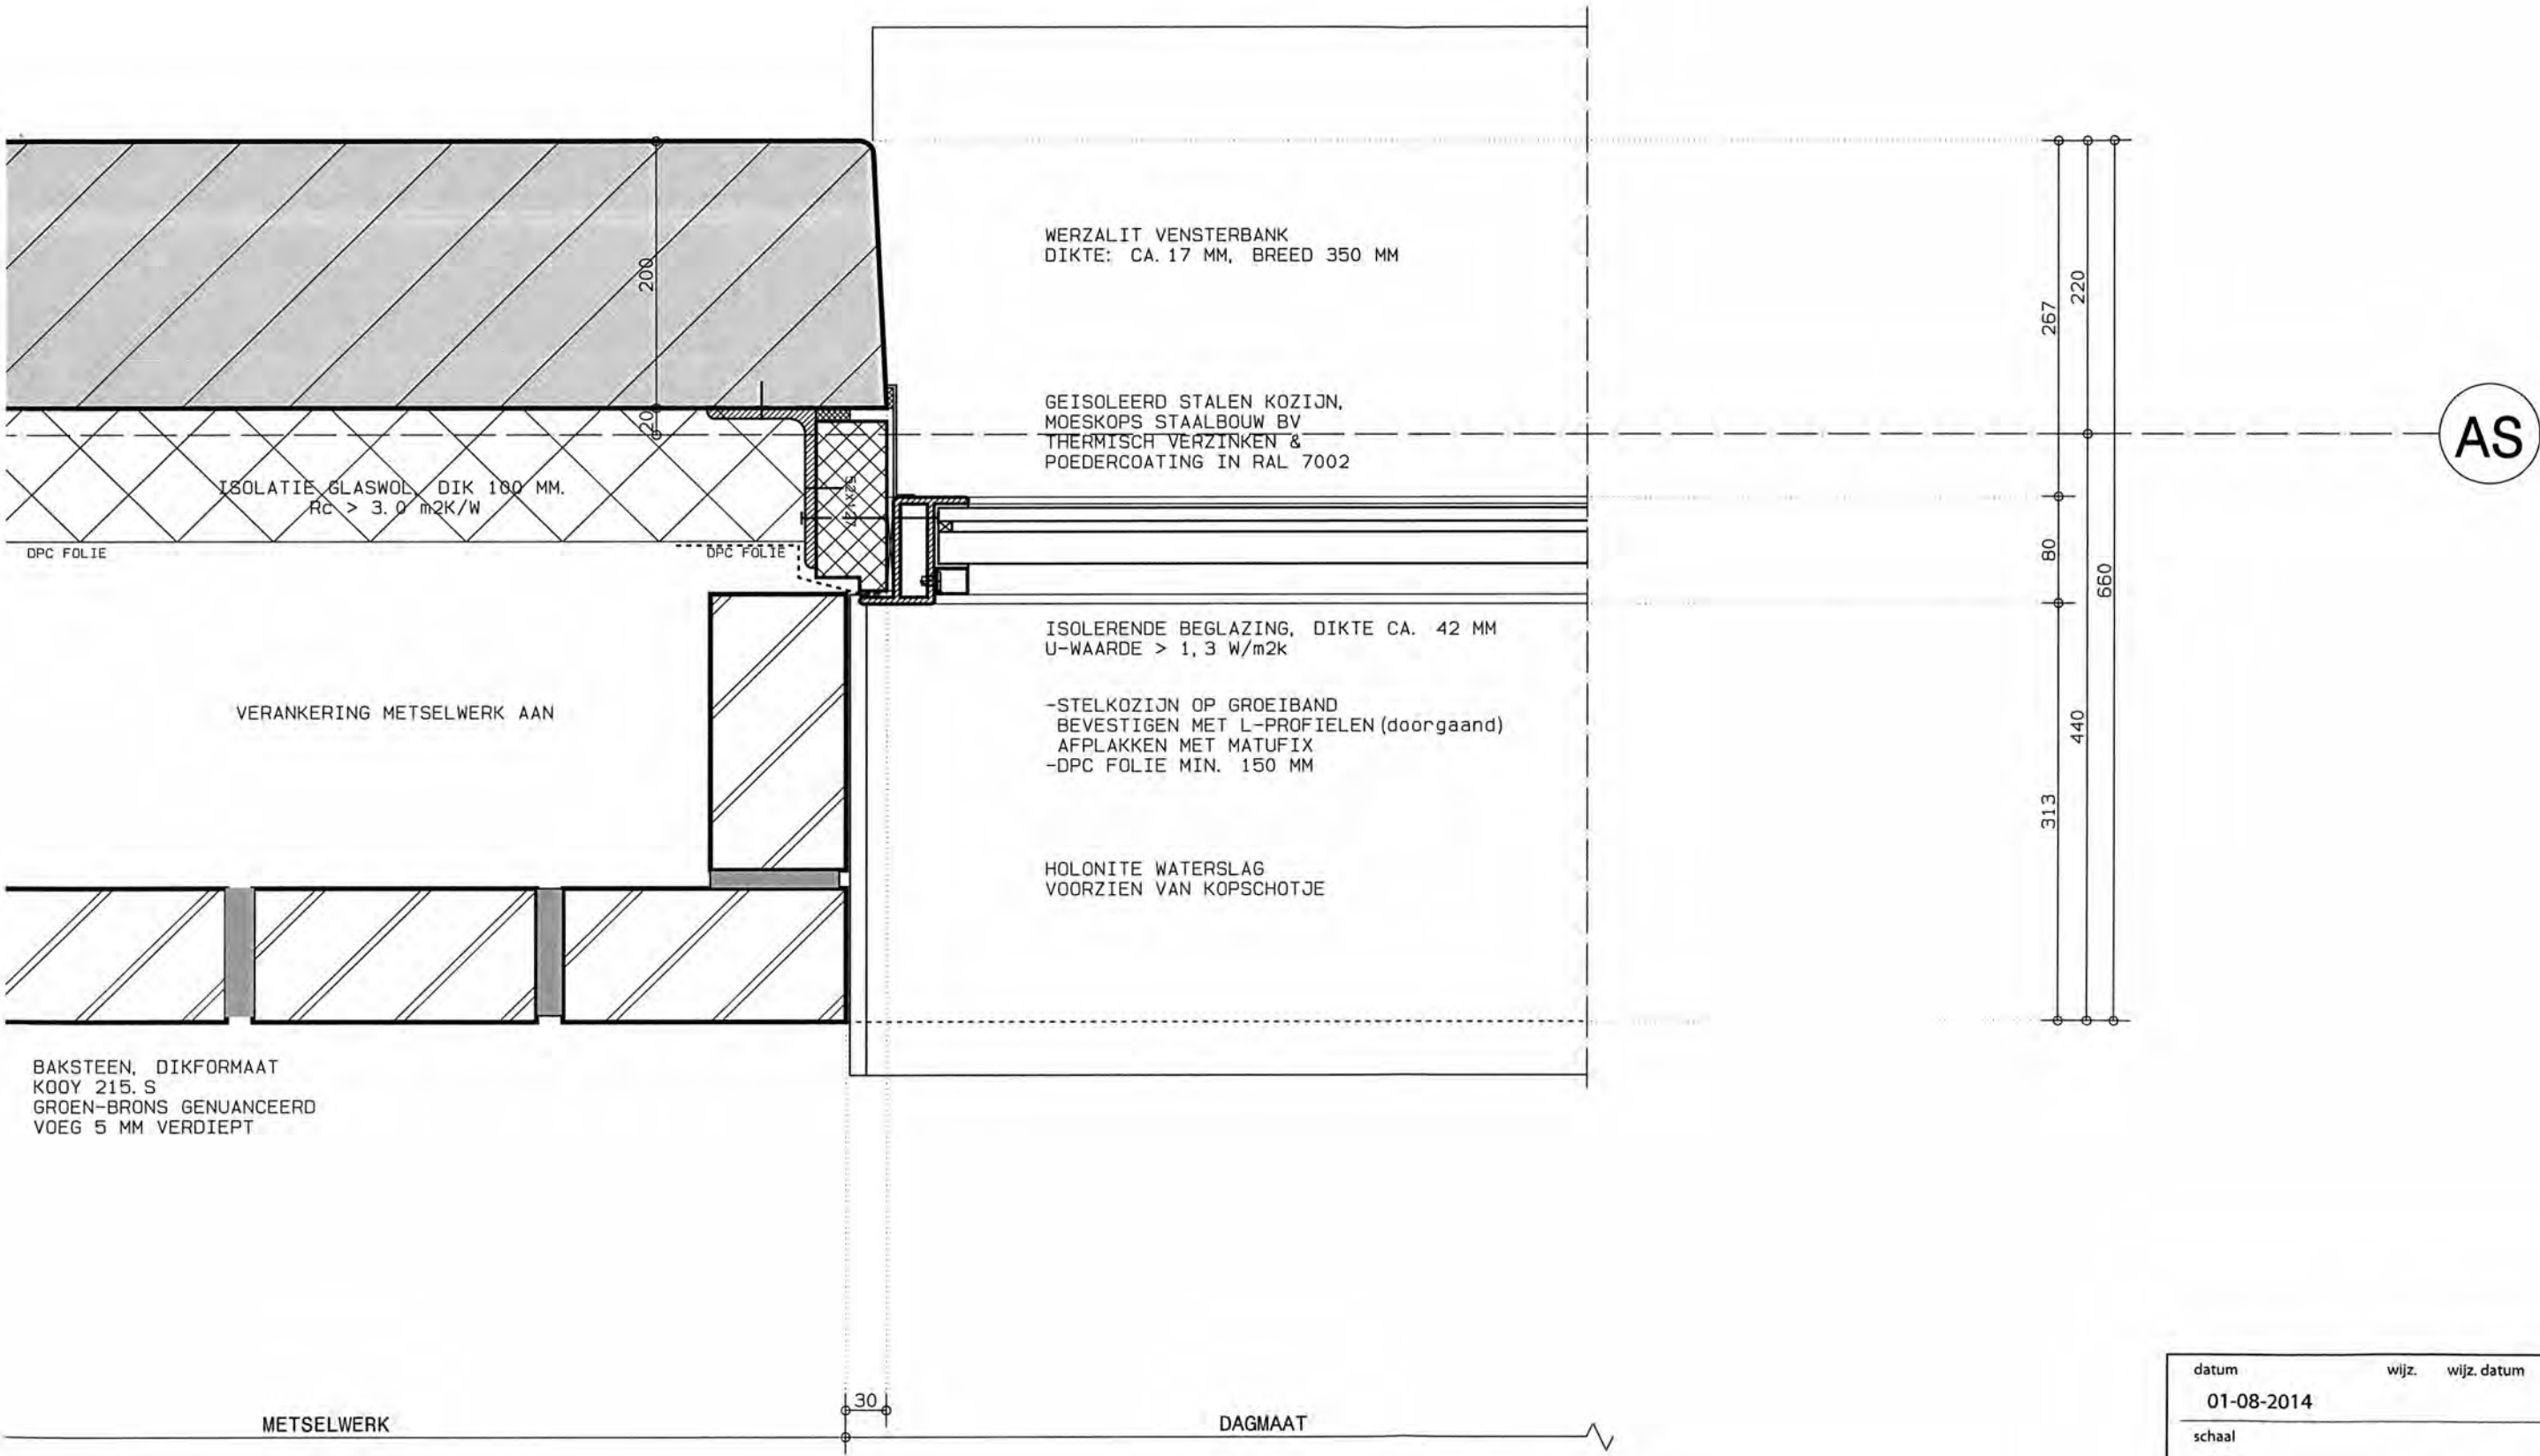 WERZALIT VENSTERBANK
DIKTE: CA. 17 MM, BREED 350 MM
200
20
267
220
GEISOLEERD STALEN KOZIJN,
MOESKOPS STAALBOUW BV
THERMISCH VERZINKEN &
POEDERCOATING IN RAL 7002
AS
ISOLATIE GLASWOL, DIK 100 MM.
Rc > 3.0 m2K/W
DPC FOLIE
DPC FOLIE
80
660
ISOLERENDE BEGLAZING, DIKTE CA. 42 MM
U-WAARDE > 1,3 W/m2k
VERANKERING METSELWERK AAN
-STELKOZIJN OP GROEIBAND
BEVESTIGEN MET L-PROFIELEN (doorgaand)
AFPLAKKEN MET MATUFIX
-DPC FOLIE MIN. 150 MM
440
313
HOLONITE WATERSLAG
VOORZIEN VAN KOPSCHOTJE
BAKSTEEN, DIKFORMAAT
KOOY 215.S
GROEN-BRONS GENUANCEERD
VOEG 5 MM VERDIEPT
METSELWERK
30
DAGMAAT
datum wijz. wijz. datum
01-08-2014
schaal